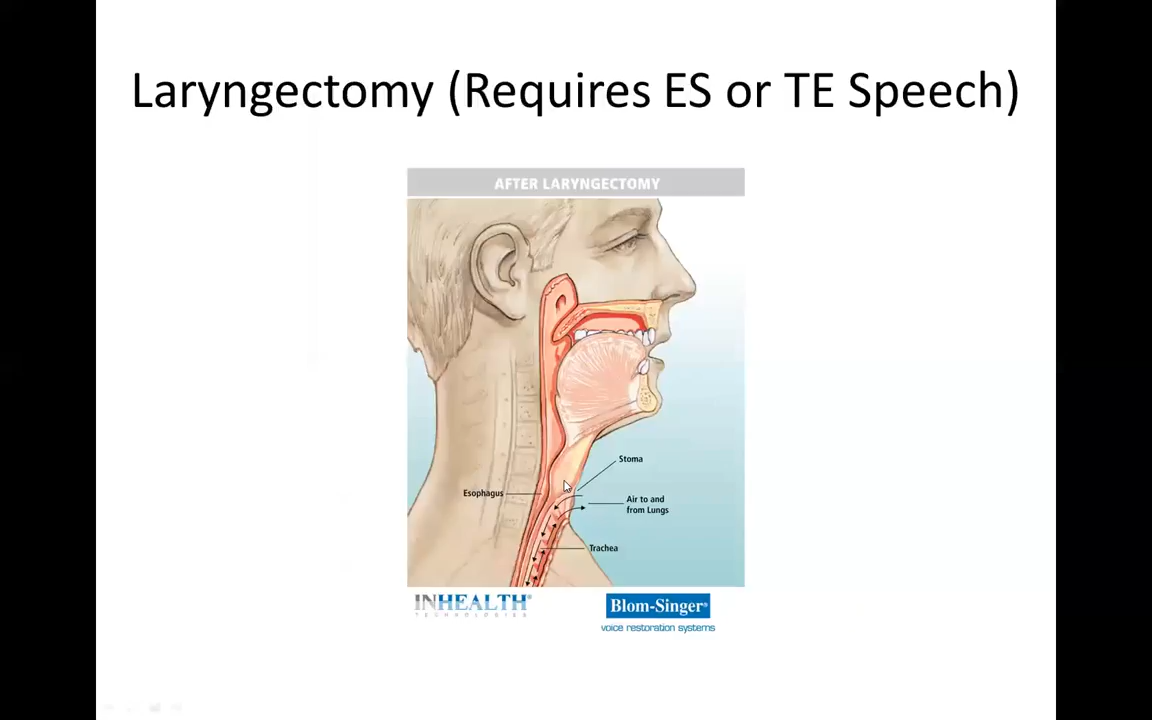 Laryngectomy (Requires ES or TE Speech)
AFTER LARYNGECTOMY
Stoma
Esophagus
Air to and
from Lungs
Trachea
INHEALTH®
TECHNOLOGIES
Blom-Singer®
voice restoration systems